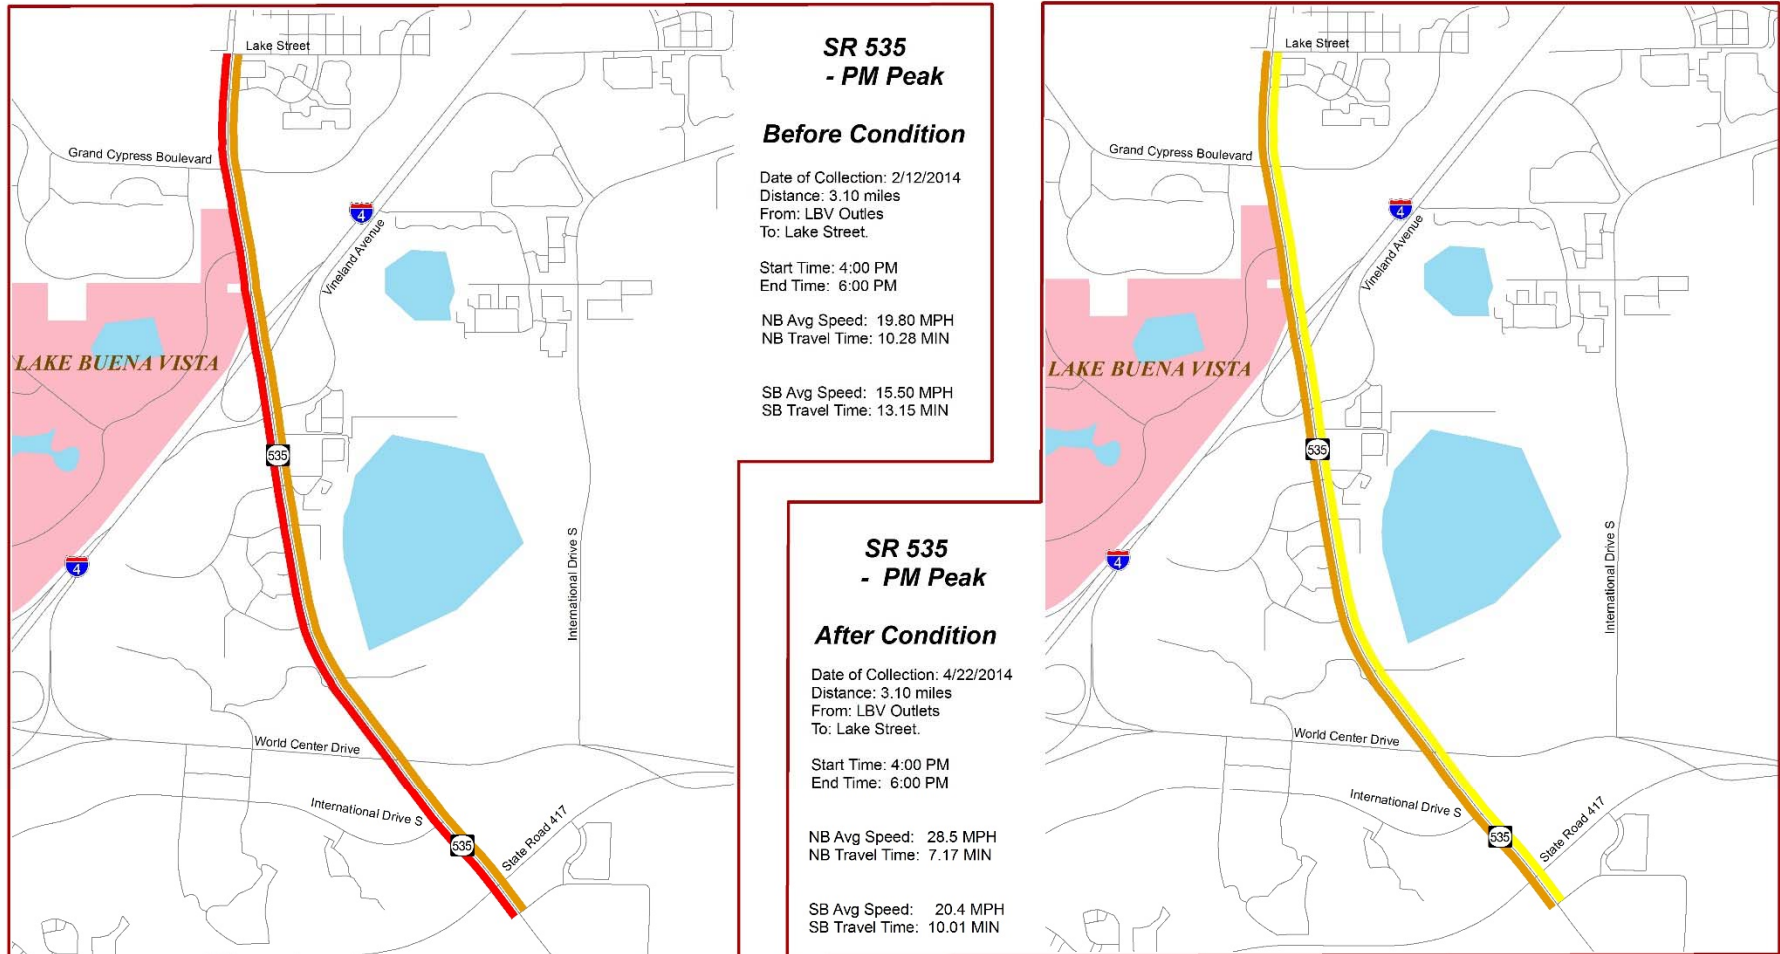 Lake Street
Grand Cypress Boulevard
4
Vineland Avenue
LAKE BUENA VISTA
535
4
International Drive S
World Center Drive
International Drive S
State Road 417
535
SR 535
- PM Peak
Before Condition
Date of Collection: 2/12/2014
Distance: 3.10 miles
From: LBV Outles
To: Lake Street.
Start Time: 4:00 PM
End Time: 6:00 PM
NB Avg Speed: 19.80 MPH
NB Travel Time: 10.28 MIN
SB Avg Speed: 15.50 MPH
SB Travel Time: 13.15 MIN
SR 535
- PM Peak
After Condition
Date of Collection: 4/22/2014
Distance: 3.10 miles
From: LBV Outlets
To: Lake Street.
Start Time: 4:00 PM
End Time: 6:00 PM
NB Avg Speed: 28.5 MPH
NB Travel Time: 7.17 MIN
SB Avg Speed: 20.4 MPH
SB Travel Time: 10.01 MIN
Lake Street
Grand Cypress Boulevard
4
Vineland Avenue
LAKE BUENA VISTA
535
4
International Drive S
World Center Drive
International Drive S
State Road 417
535